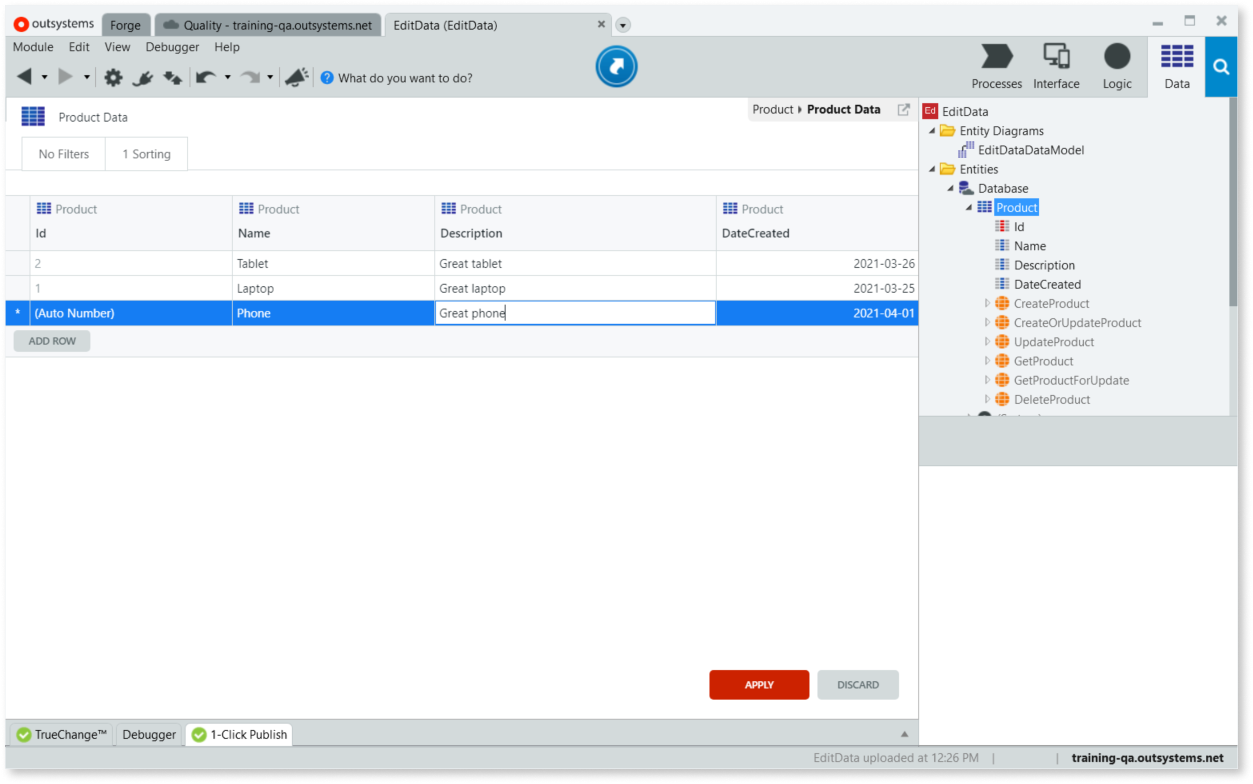 outsystems Forge Quality - training-qa.outsystems.net EditData (EditData)
Module Edit View Debugger Help
What do you want to do?
Processes Interface Logic Data
Product Data
Product Product Data
No Filters 1 Sorting
Product Product Product Product
Id Name Description DateCreated
2 Tablet Great tablet 2021-03-26
1 Laptop Great laptop 2021-03-25
* (Auto Number) Phone Great phone 2021-04-01
ADD ROW
APPLY DISCARD
Ed EditData
Entity Diagrams
EditDataDataModel
Entities
Database
Product
Id
Name
Description
DateCreated
CreateProduct
CreateOrUpdateProduct
UpdateProduct
GetProduct
GetProductForUpdate
DeleteProduct
TrueChange™ Debugger 1-Click Publish
EditData uploaded at 12:26 PM | | training-qa.outsystems.net